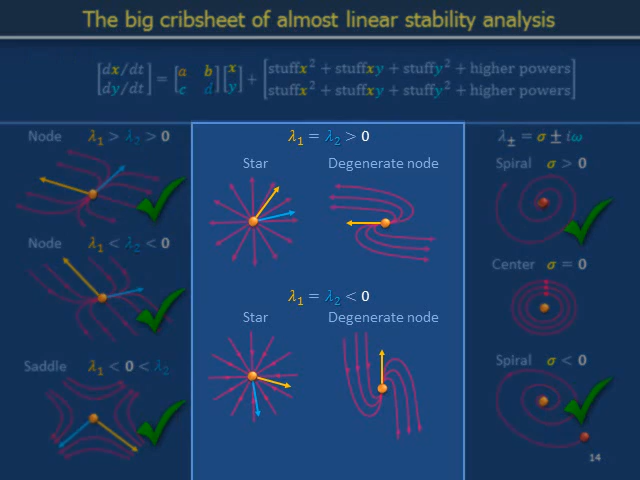 The big cribsheet of almost linear stability analysis
[dx/dt] = [a b] [x] + [stuffx² + stuffxy + stuffy² + higher powers]
[dy/dt] [c d] [y] [stuffx² + stuffxy + stuffy² + higher powers]
Node λ₁ > λ₂ > 0
Node λ₁ < λ₂ < 0
Saddle λ₁ < 0 < λ₂
λ₁ = λ₂ > 0
Star Degenerate node
λ₁ = λ₂ < 0
Star Degenerate node
λ± = σ ± iω
Spiral σ > 0
Center σ = 0
Spiral σ < 0
14